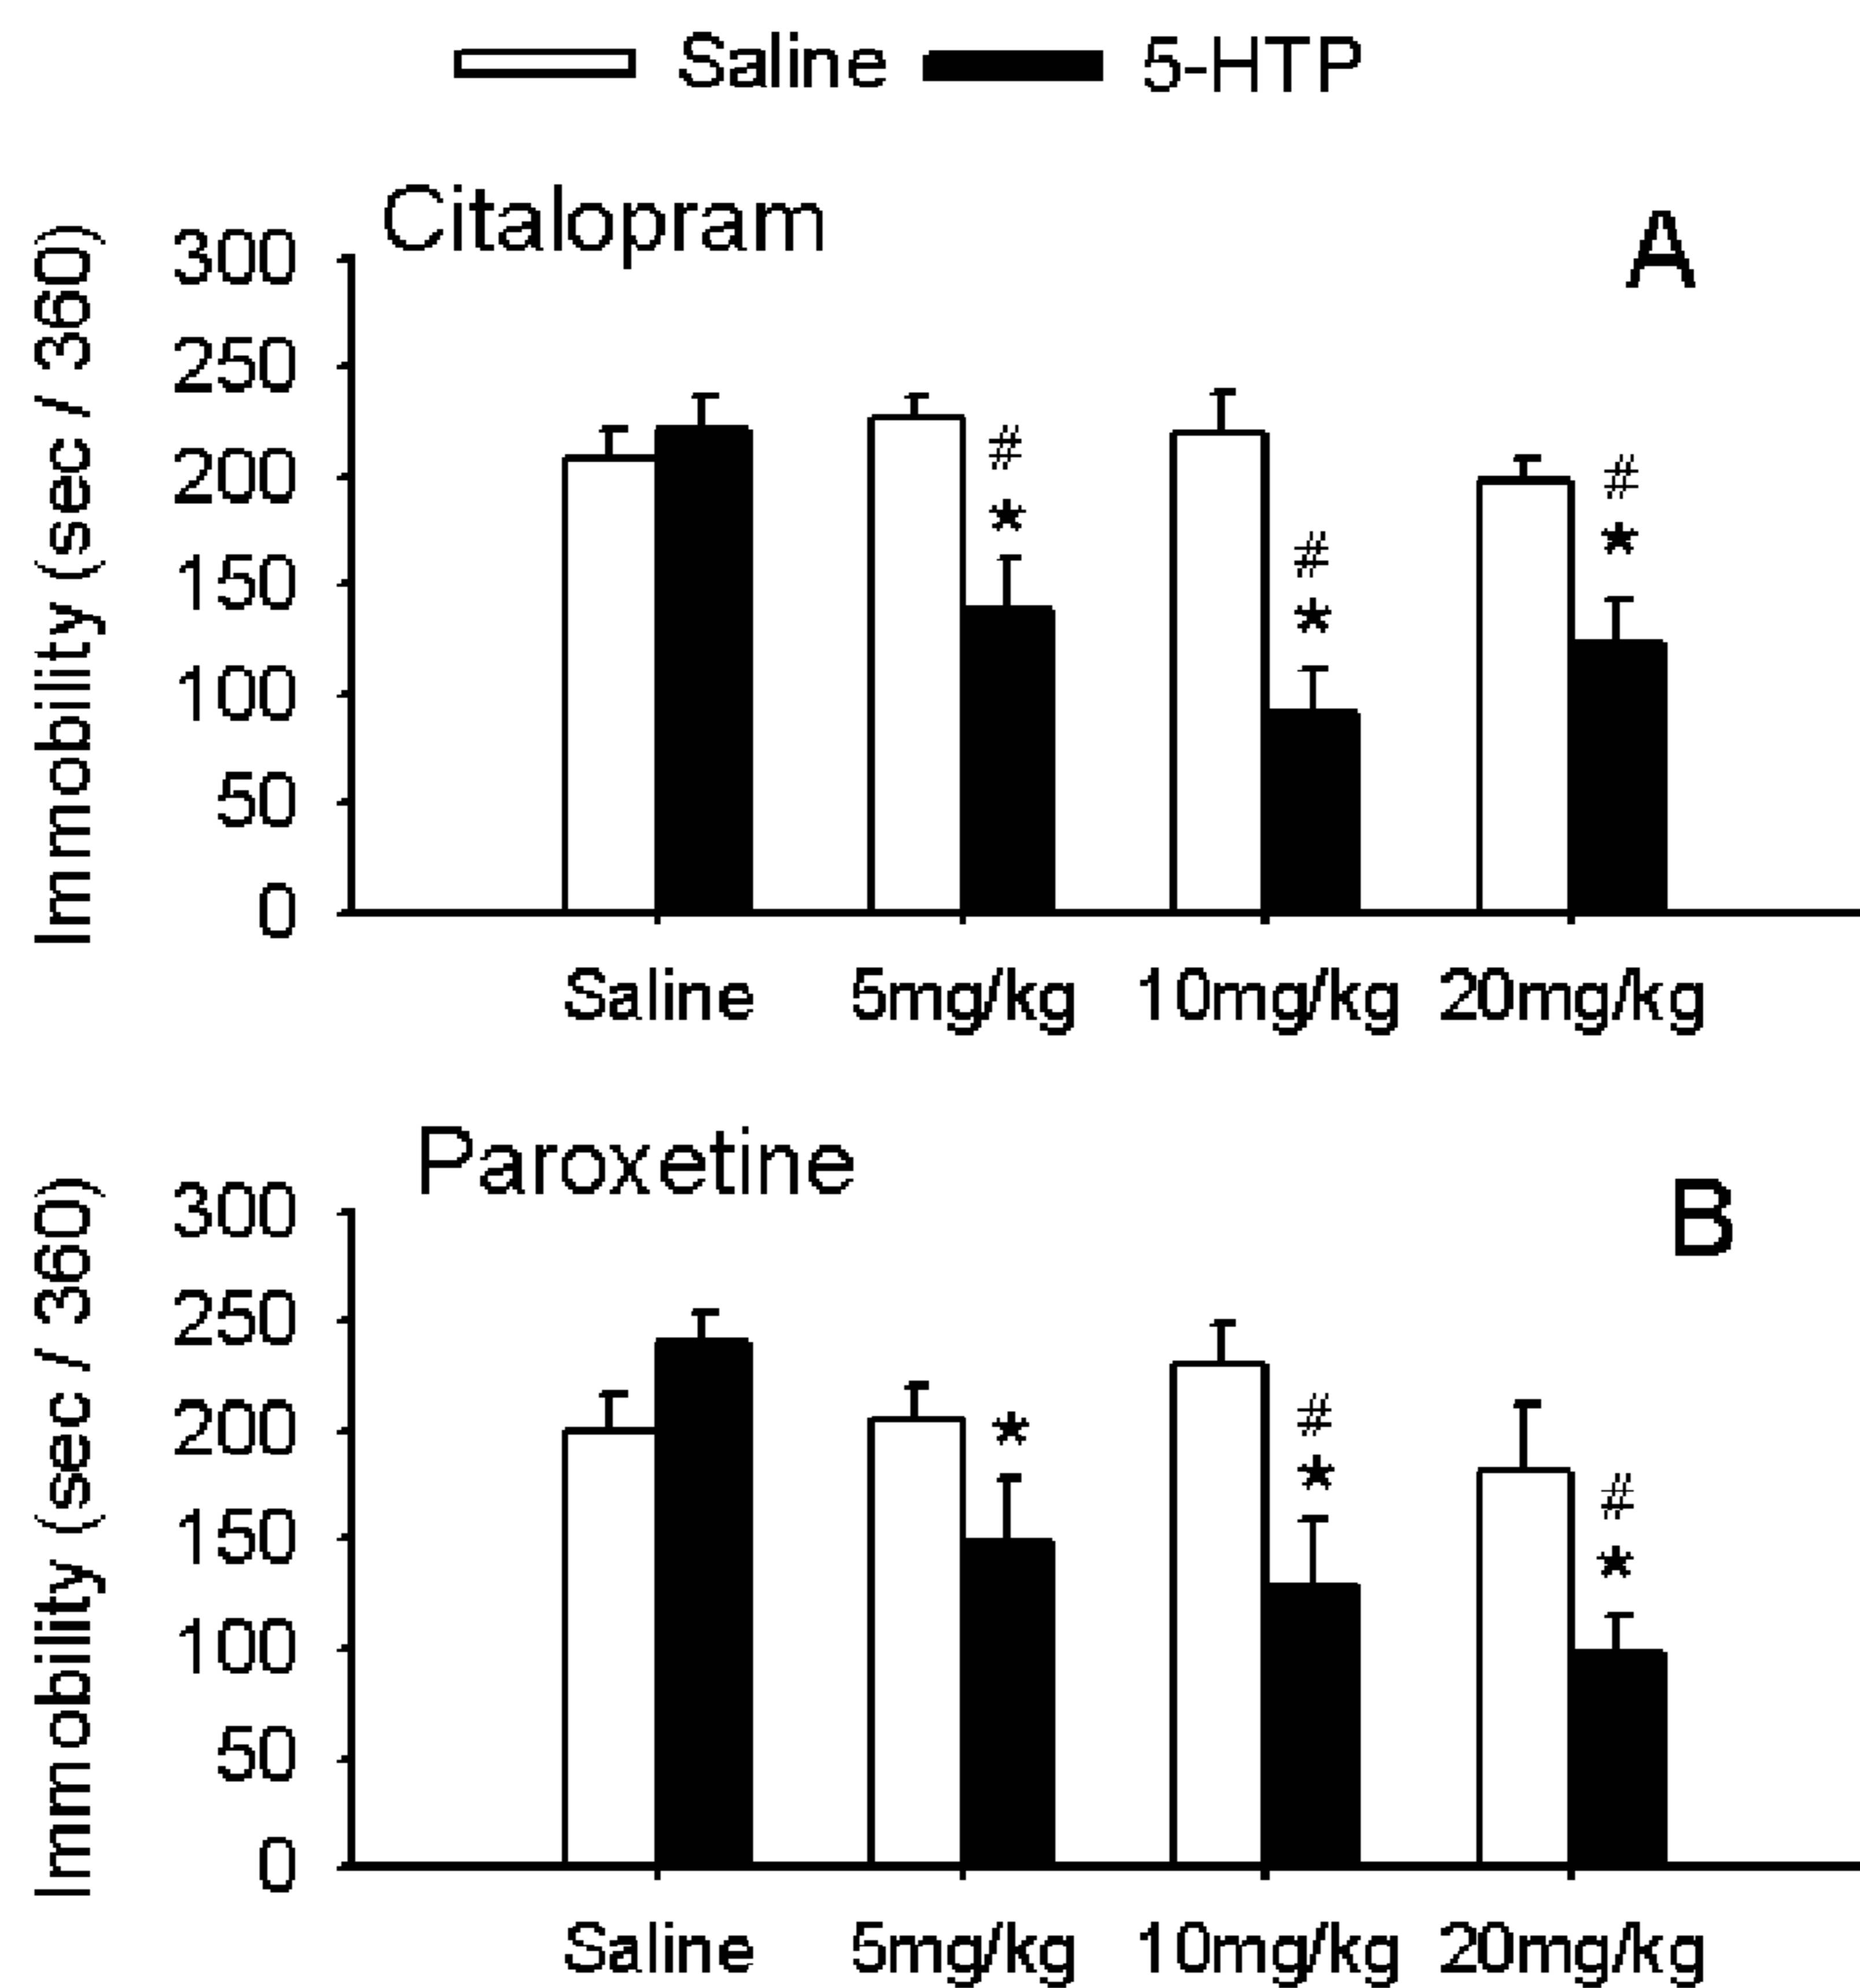 Saline 5-HTP
Citalopram
A
Immobility (sec / 360)
300
250
200
150
100
50
0
#
*
#
*
#
*
Saline 5mg/kg 10mg/kg 20mg/kg
Paroxetine
B
Immobility (sec / 360)
300
250
200
150
100
50
0
*
#
*
#
*
Saline 5mg/kg 10mg/kg 20mg/kg